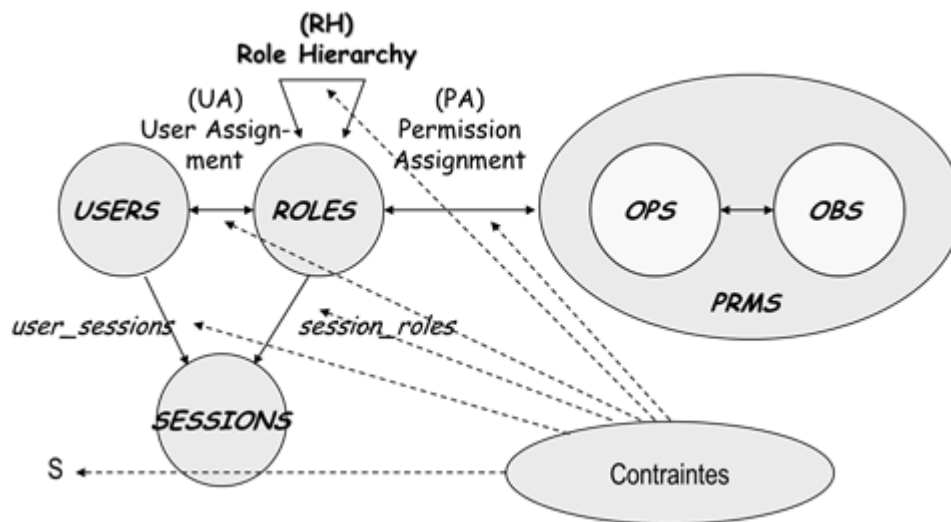 (RH)
Role Hierarchy
(UA)
User Assign-
ment
(PA)
Permission
Assignment
USERS
ROLES
OPS
OBS
PRMS
user_sessions
session_roles
SESSIONS
S
Contraintes